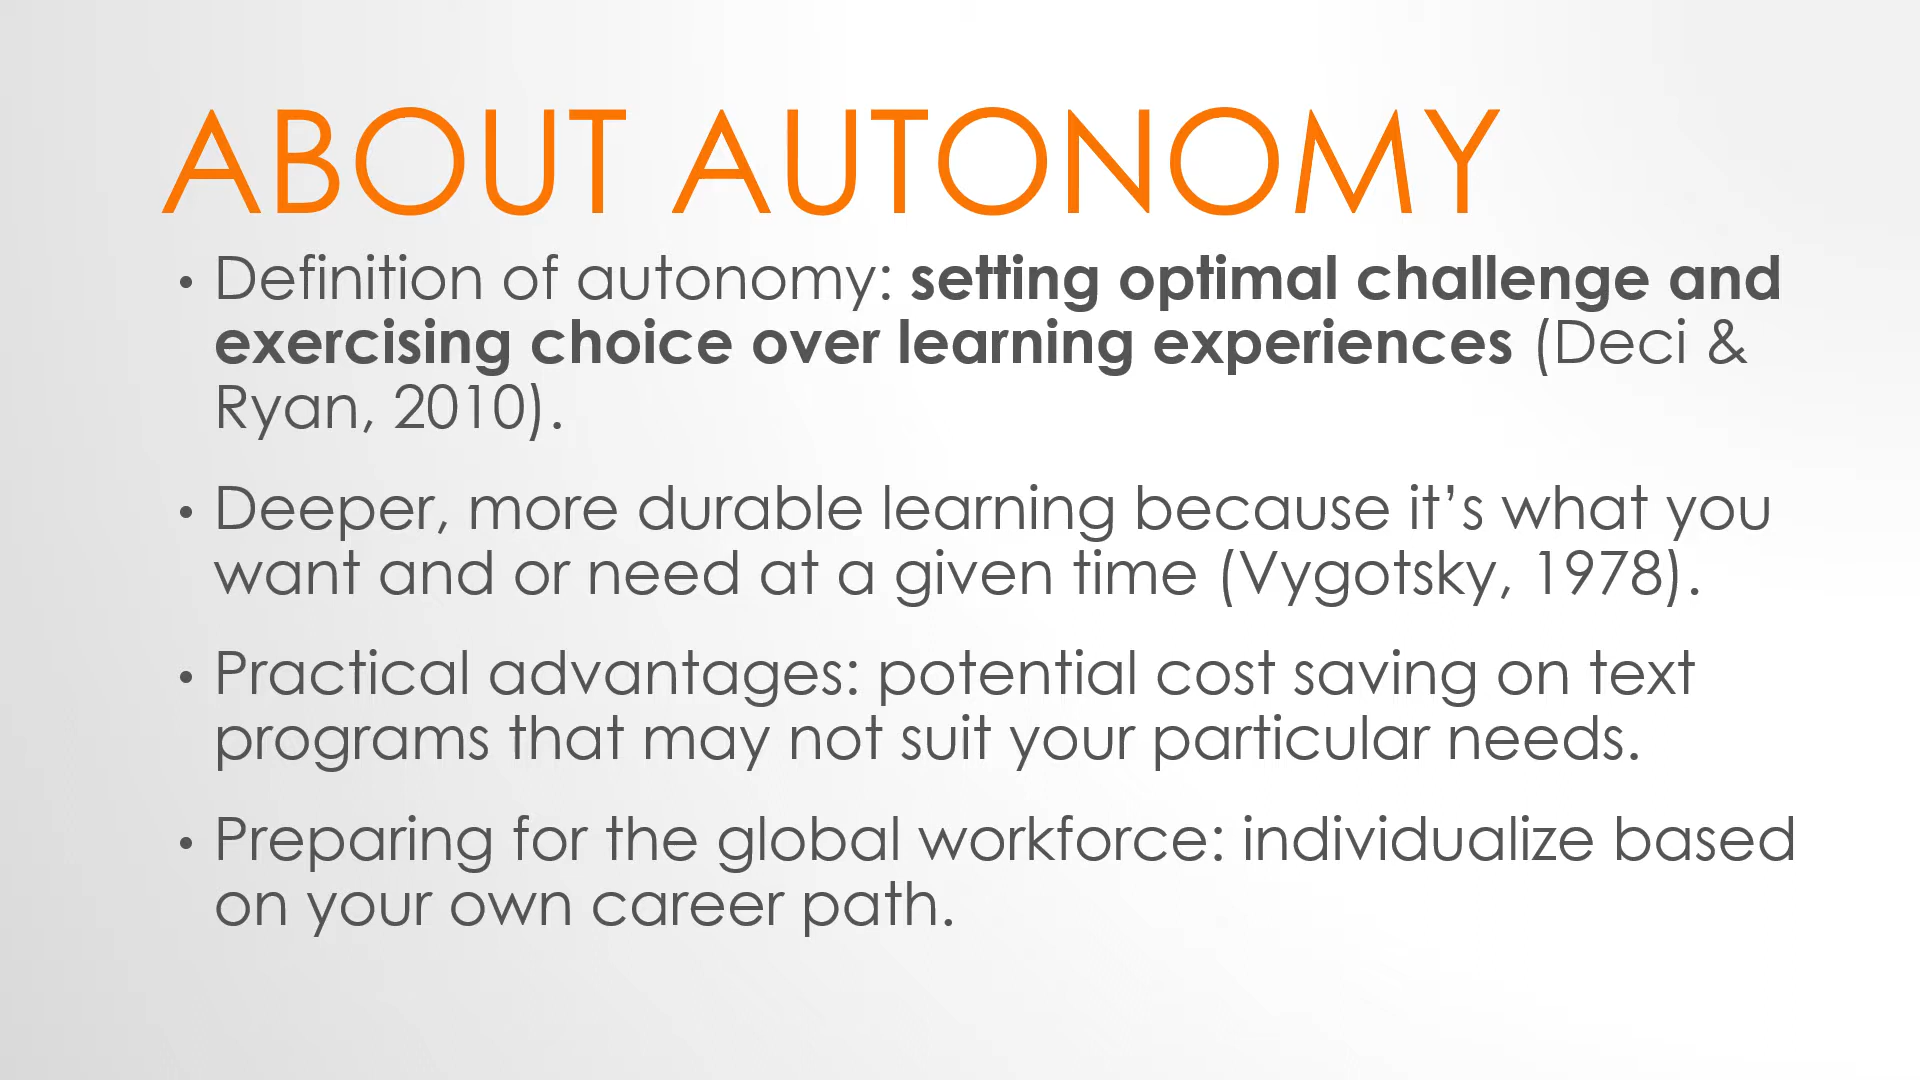 ABOUT AUTONOMY
• Definition of autonomy: setting optimal challenge and
exercising choice over learning experiences (Deci &
Ryan, 2010).
• Deeper, more durable learning because it’s what you
want and or need at a given time (Vygotsky, 1978).
• Practical advantages: potential cost saving on text
programs that may not suit your particular needs.
• Preparing for the global workforce: individualize based
on your own career path.